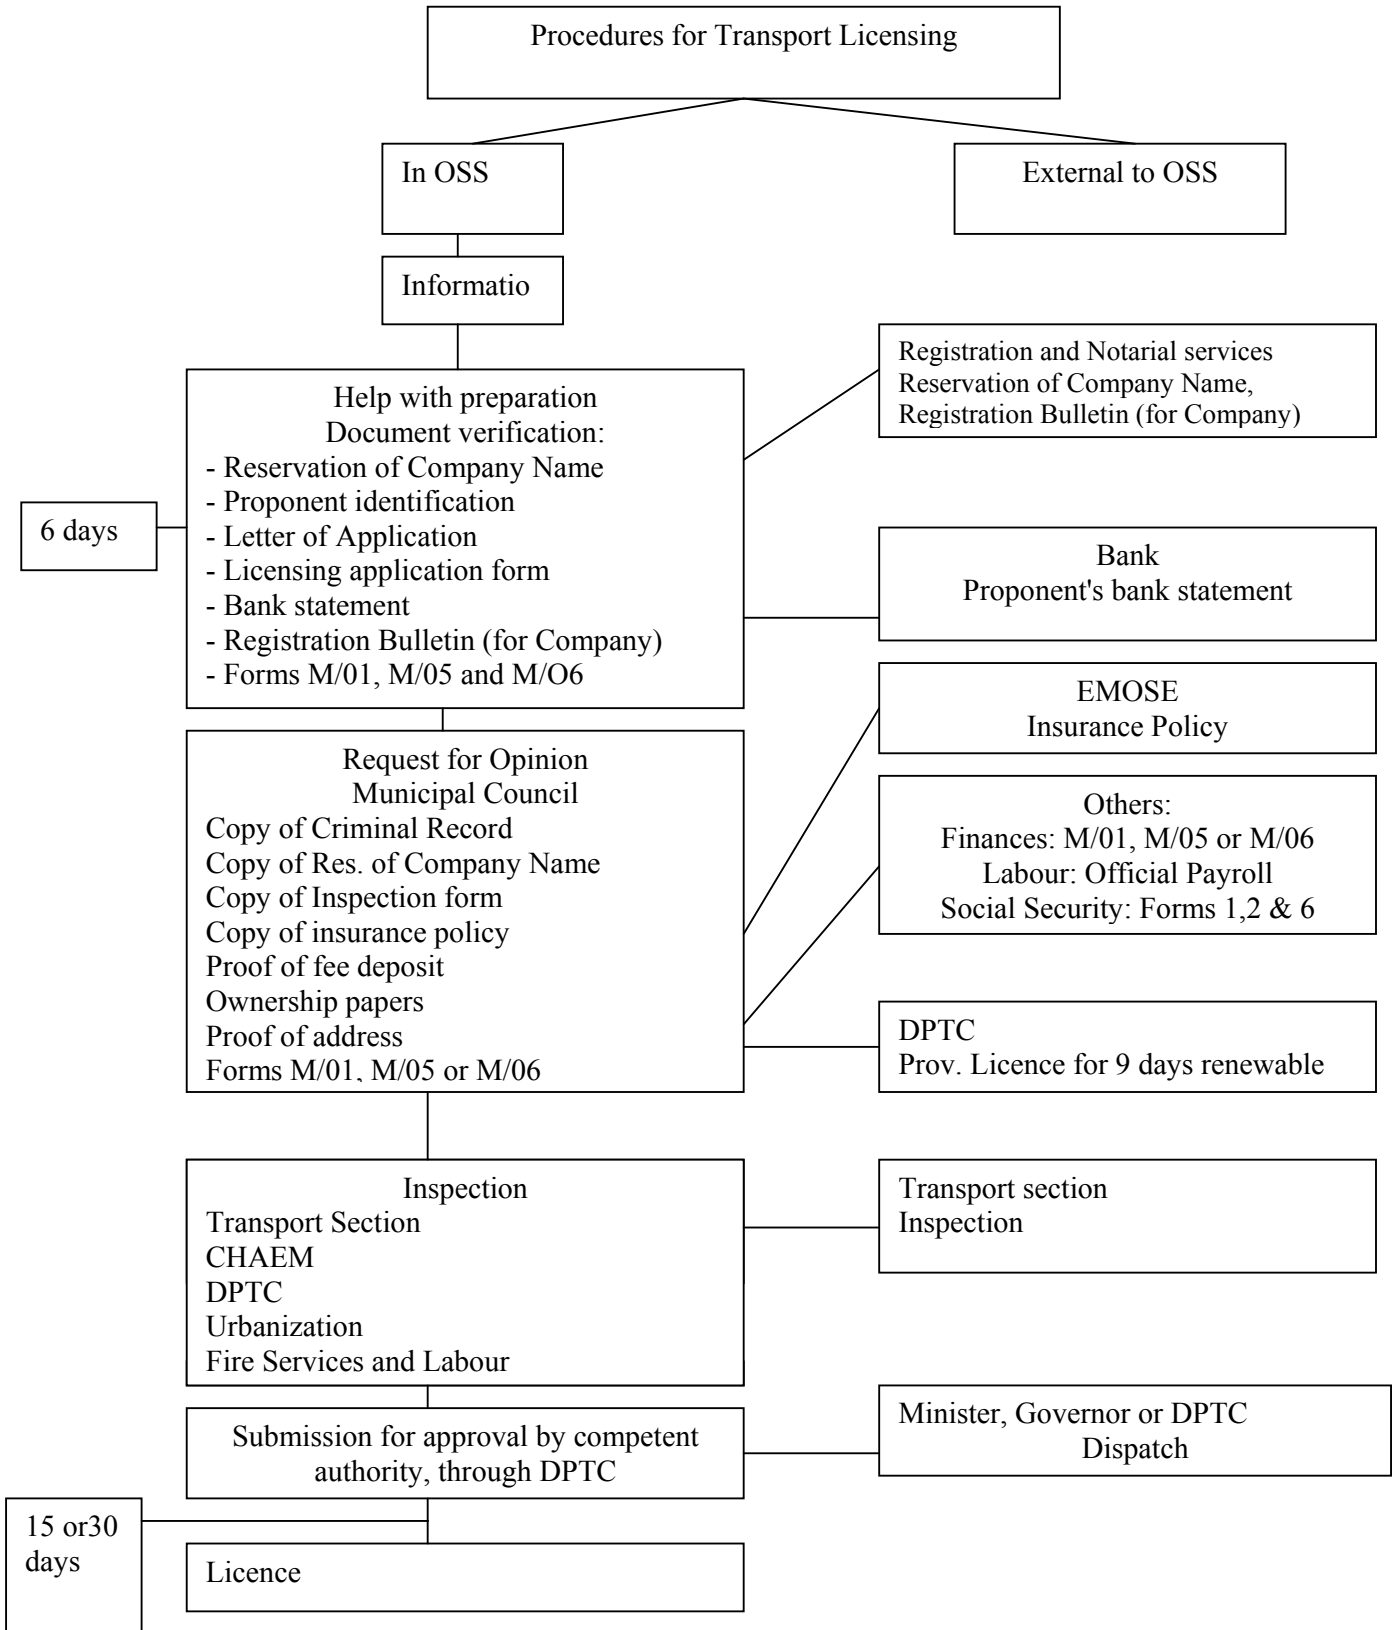 Procedures for Transport Licensing
In OSS
External to OSS
Informatio
Registration and Notarial services
Reservation of Company Name,
Registration Bulletin (for Company)
Help with preparation
Document verification:
- Reservation of Company Name
- Proponent identification
- Letter of Application
- Licensing application form
- Bank statement
- Registration Bulletin (for Company)
- Forms M/01, M/05 and M/O6
6 days
Bank
Proponent's bank statement
EMOSE
Insurance Policy
Request for Opinion
Municipal Council
Copy of Criminal Record
Copy of Res. of Company Name
Copy of Inspection form
Copy of insurance policy
Proof of fee deposit
Ownership papers
Proof of address
Forms M/01, M/05 or M/06
Others:
Finances: M/01, M/05 or M/06
Labour: Official Payroll
Social Security: Forms 1,2 & 6
DPTC
Prov. Licence for 9 days renewable
Inspection
Transport Section
CHAEM
DPTC
Urbanization
Fire Services and Labour
Transport section
Inspection
Submission for approval by competent
authority, through DPTC
Minister, Governor or DPTC
Dispatch
15 or30
days
Licence